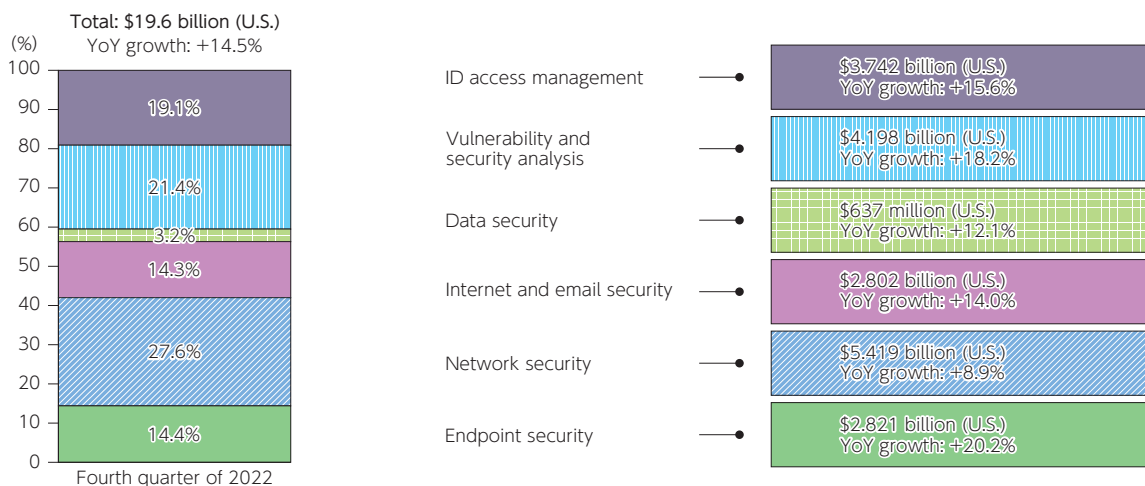 Total: $19.6 billion (U.S.)
YoY growth: +14.5%
(%)
100
90
80
70
60
50
40
30
20
10
0
19.1%
21.4%
3.2%
14.3%
27.6%
14.4%
Fourth quarter of 2022
ID access management
$3.742 billion (U.S.)
YoY growth: +15.6%
Vulnerability and
security analysis
$4.198 billion (U.S.)
YoY growth: +18.2%
Data security
$637 million (U.S.)
YoY growth: +12.1%
Internet and email security
$2.802 billion (U.S.)
YoY growth: +14.0%
Network security
$5.419 billion (U.S.)
YoY growth: +8.9%
Endpoint security
$2.821 billion (U.S.)
YoY growth: +20.2%